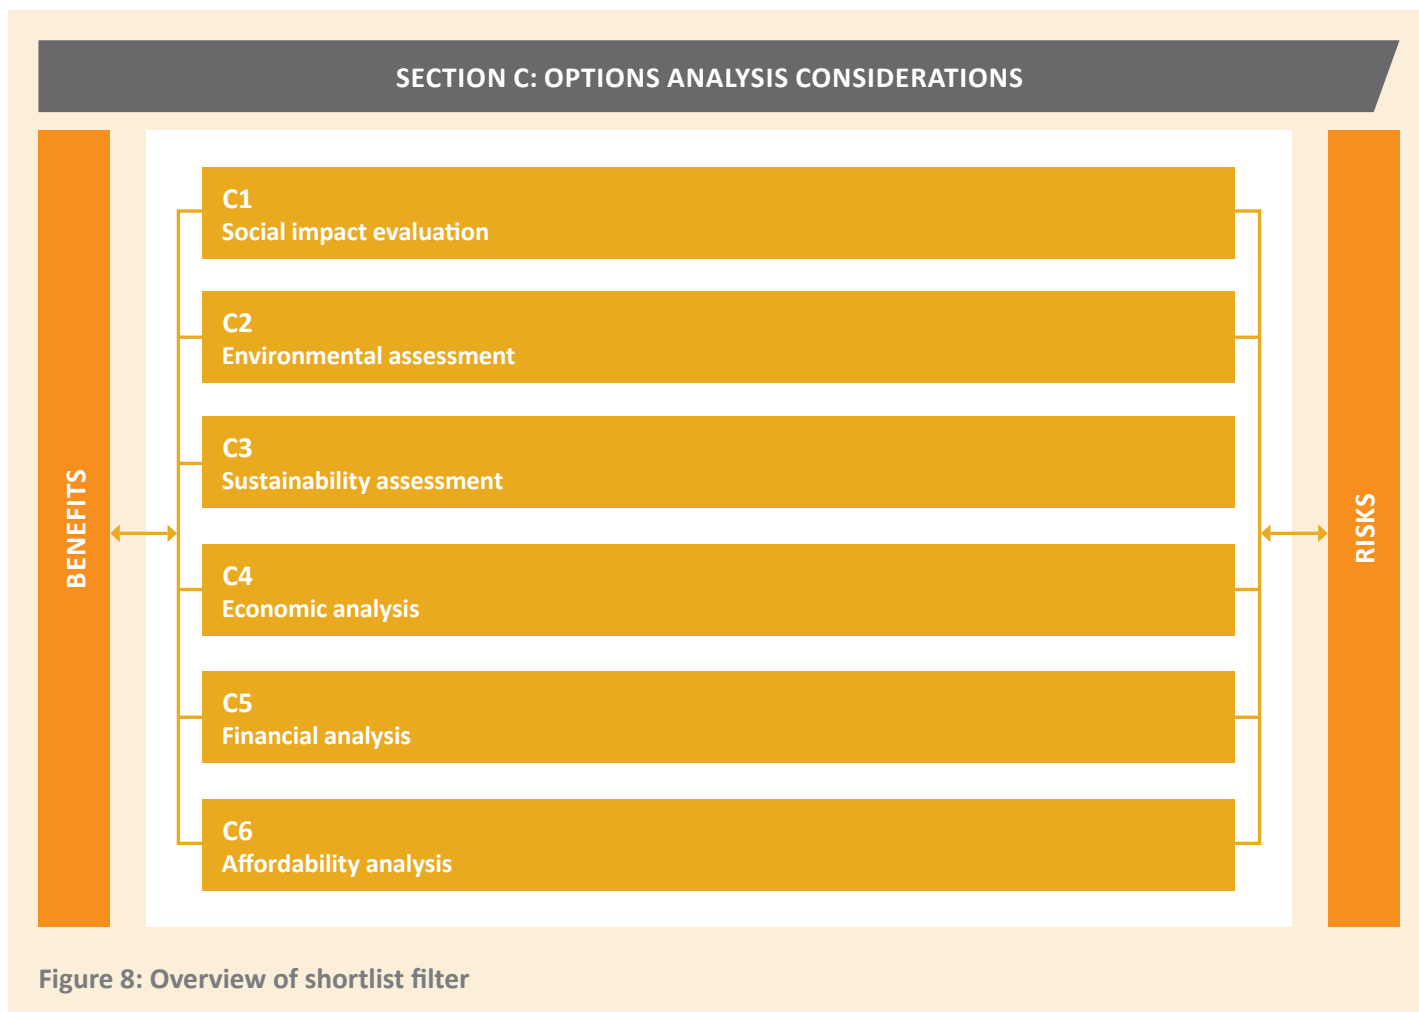 SECTION C: OPTIONS ANALYSIS CONSIDERATIONS
BENEFITS
C1
Social impact evaluation
C2
Environmental assessment
C3
Sustainability assessment
C4
Economic analysis
C5
Financial analysis
C6
Affordability analysis
RISKS
Figure 8: Overview of shortlist filter